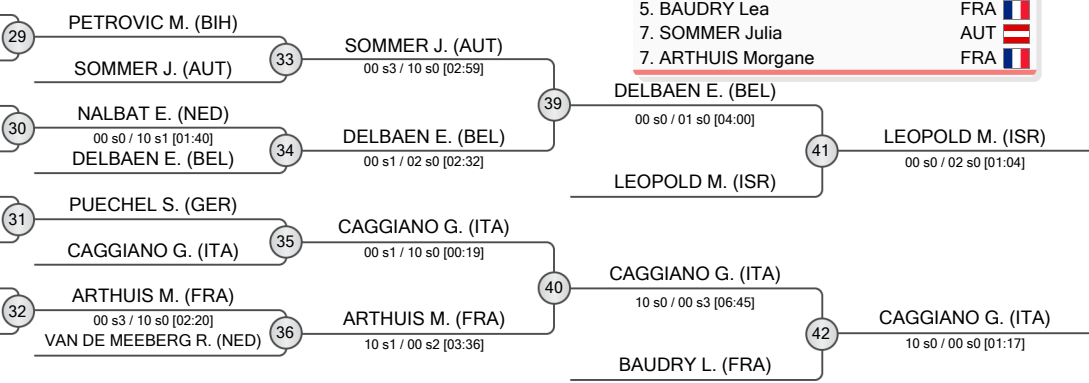 5. BAUDRY Lea FRA
7. SOMMER Julia AUT
7. ARTHUIS Morgane FRA
29
PETROVIC M. (BIH)
SOMMER J. (AUT)
33
SOMMER J. (AUT)
00 s3 / 10 s0 [02:59]
30
NALBAT E. (NED)
00 s0 / 10 s1 [01:40]
DELBAEN E. (BEL)
34
DELBAEN E. (BEL)
00 s1 / 02 s0 [02:32]
39
DELBAEN E. (BEL)
00 s0 / 01 s0 [04:00]
LEOPOLD M. (ISR)
41
LEOPOLD M. (ISR)
00 s0 / 02 s0 [01:04]
31
PUECHEL S. (GER)
CAGGIANO G. (ITA)
35
CAGGIANO G. (ITA)
00 s1 / 10 s0 [00:19]
32
ARTHUIS M. (FRA)
00 s3 / 10 s0 [02:20]
VAN DE MEEBERG R. (NED)
36
ARTHUIS M. (FRA)
10 s1 / 00 s2 [03:36]
40
CAGGIANO G. (ITA)
10 s0 / 00 s3 [06:45]
BAUDRY L. (FRA)
42
CAGGIANO G. (ITA)
10 s0 / 00 s0 [01:17]